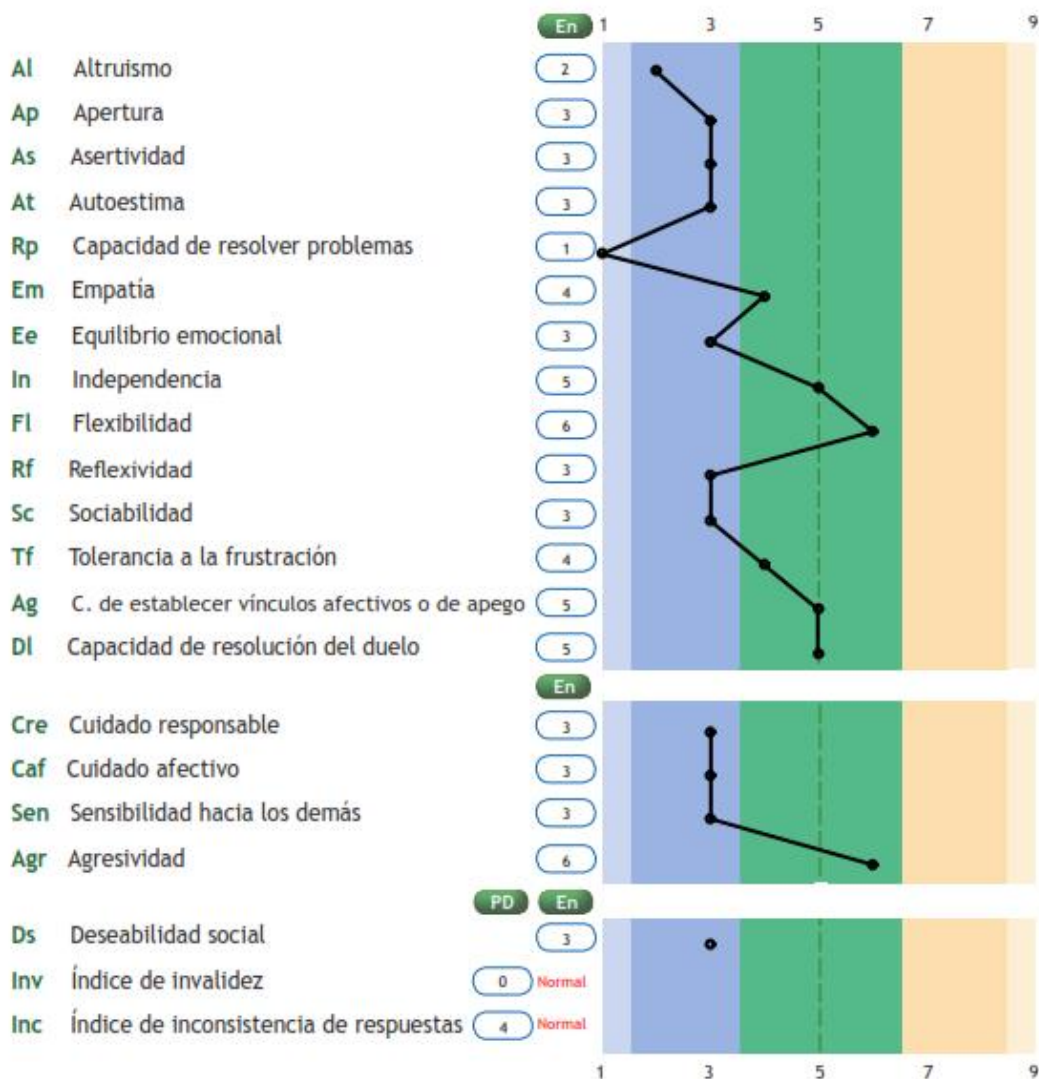 En 1 3 5 7 9
Al Altruismo 2
Ap Apertura 3
As Asertividad 3
At Autoestima 3
Rp Capacidad de resolver problemas 1
Em Empatía 4
Ee Equilibrio emocional 3
In Independencia 5
Fl Flexibilidad 6
Rf Reflexividad 3
Sc Sociabilidad 3
Tf Tolerancia a la frustración 4
Ag C. de establecer vínculos afectivos o de apego 5
Dl Capacidad de resolución del duelo 5
En
Cre Cuidado responsable 3
Caf Cuidado afectivo 3
Sen Sensibilidad hacia los demás 3
Agr Agresividad 6
PD En
Ds Deseabilidad social 3
Inv Índice de invalidez 0 Normal
Inc Índice de inconsistencia de respuestas 4 Normal
1 3 5 7 9